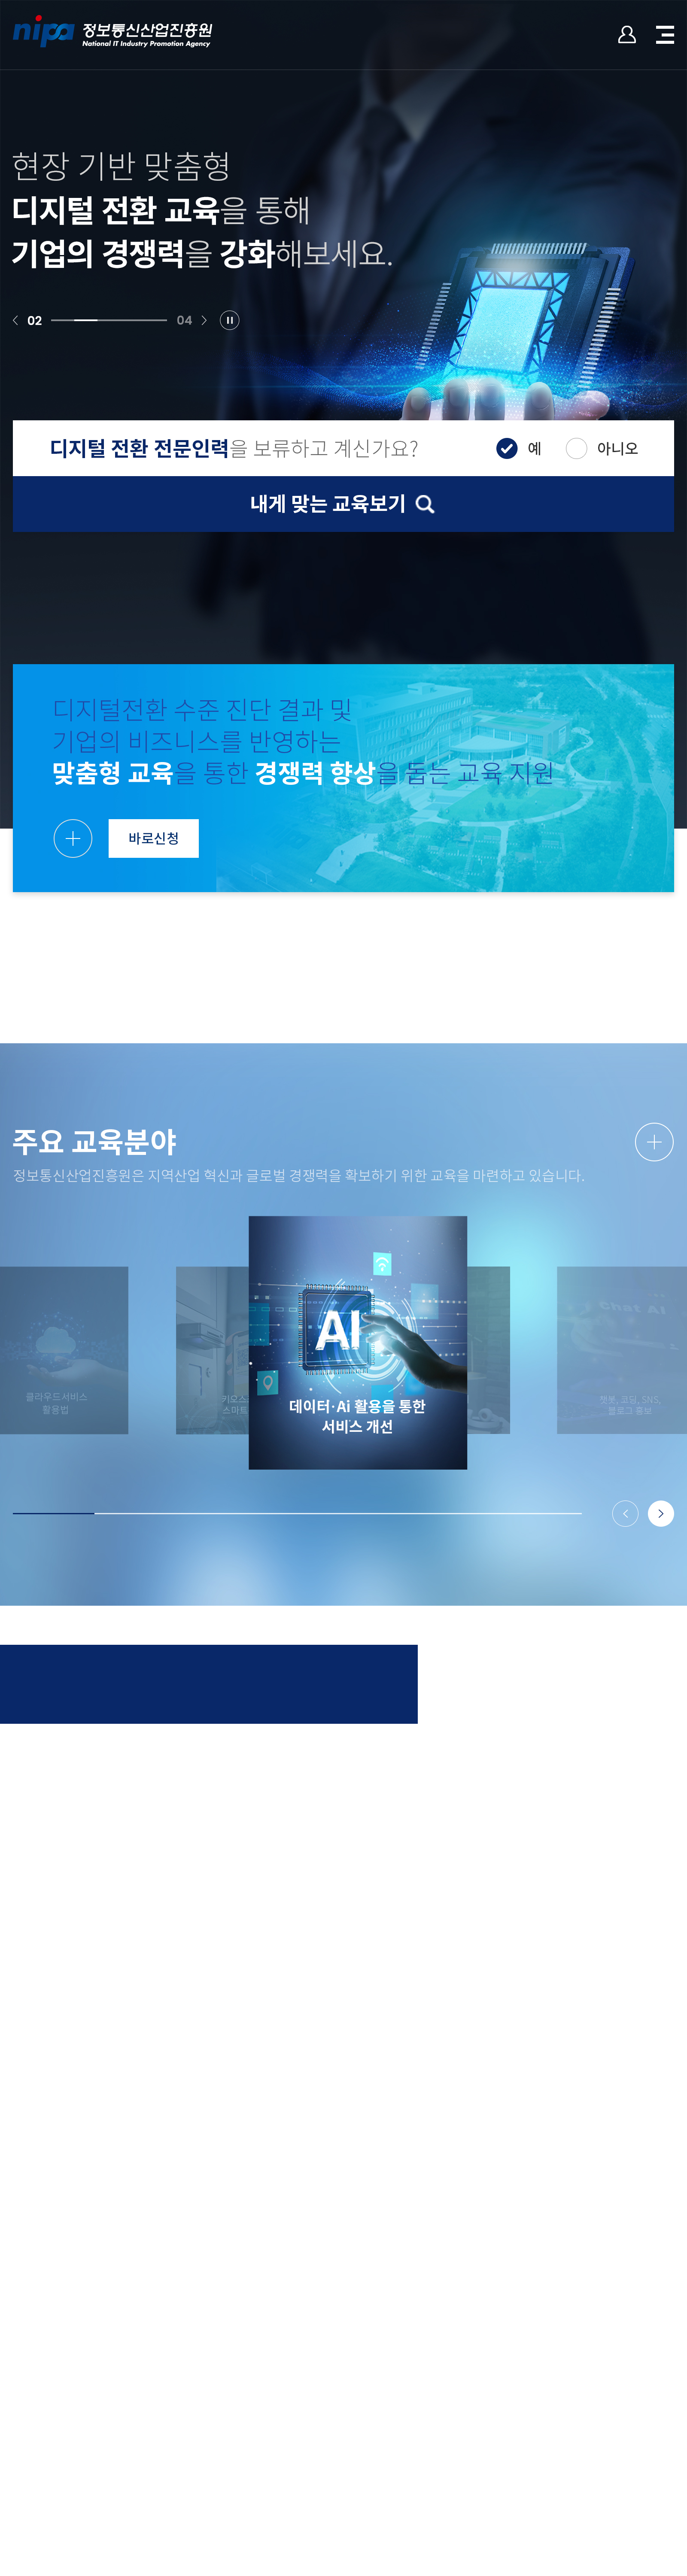 nipa 정보통신산업진흥원
National IT Industry Promotion Agency
현장 기반 맞춤형
디지털 전환 교육을 통해
기업의 경쟁력을 강화해보세요.
02 04
디지털 전환 전문인력을 보류하고 계신가요? 예 아니오
내게 맞는 교육보기
디지털전환 수준 진단 결과 및
기업의 비즈니스를 반영하는
맞춤형 교육을 통한 경쟁력 향상을 돕는 교육 지원
바로신청
주요 교육분야
정보통신산업진흥원은 지역산업 혁신과 글로벌 경쟁력을 확보하기 위한 교육을 마련하고 있습니다.
클라우드서비스
활용법
키오스
스마트
AI
데이터·Ai 활용을 통한
서비스 개선
챗봇, 코딩, SNS,
블로그 홍보